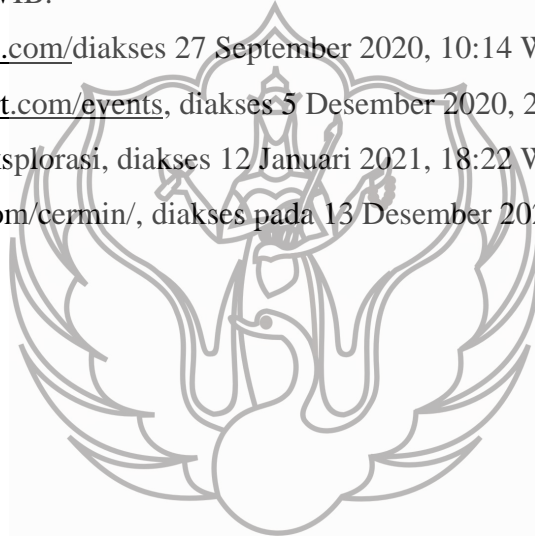 .com/diakses 27 September 2020, 10:14 W
t.com/events, diakses 5 Desember 2020, 2
ksplorasi, diakses 12 Januari 2021, 18:22 W
om/cermin/, diakses pada 13 Desember 202